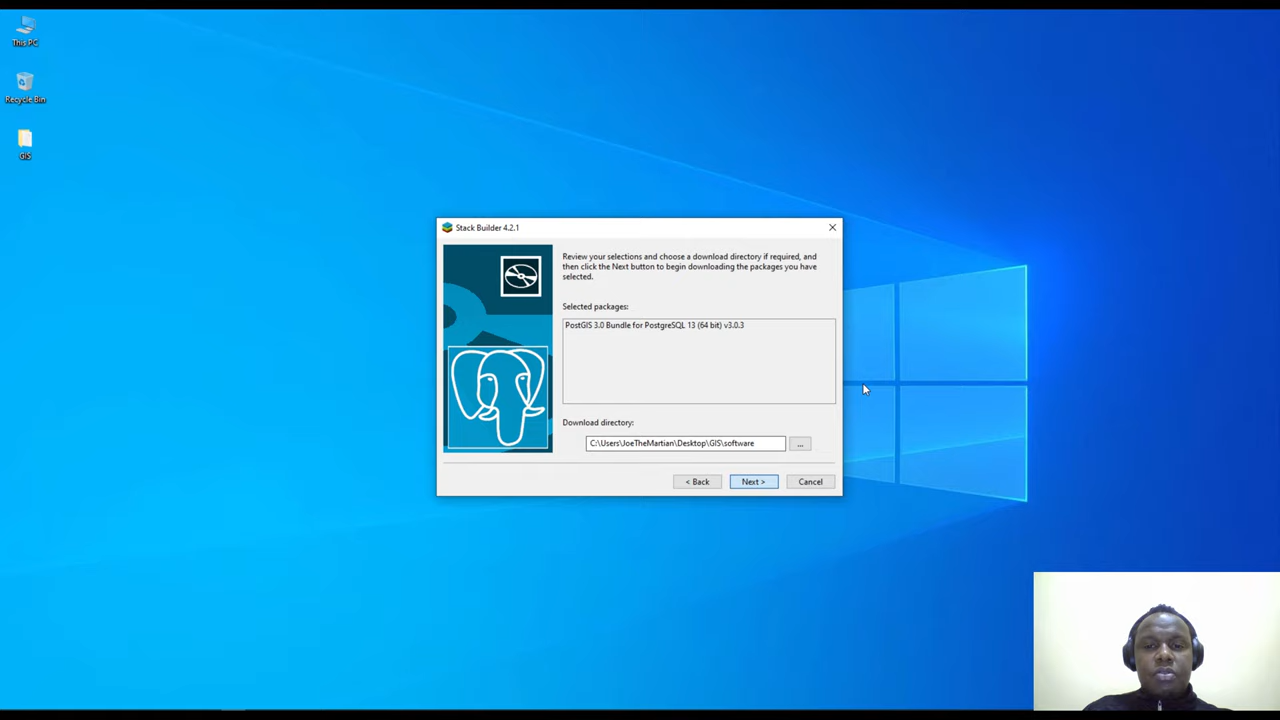 This PC
Recycle Bin
GIS
Stack Builder 4.2.1
Review your selections and choose a download directory if required, and
then click the Next button to begin downloading the packages you have
selected.
Selected packages:
PostGIS 3.0 Bundle for PostgreSQL 13 (64 bit) v3.0.3
Download directory:
C:\Users\JoeTheMartian\Desktop\GIS\software
...
< Back
Next >
Cancel